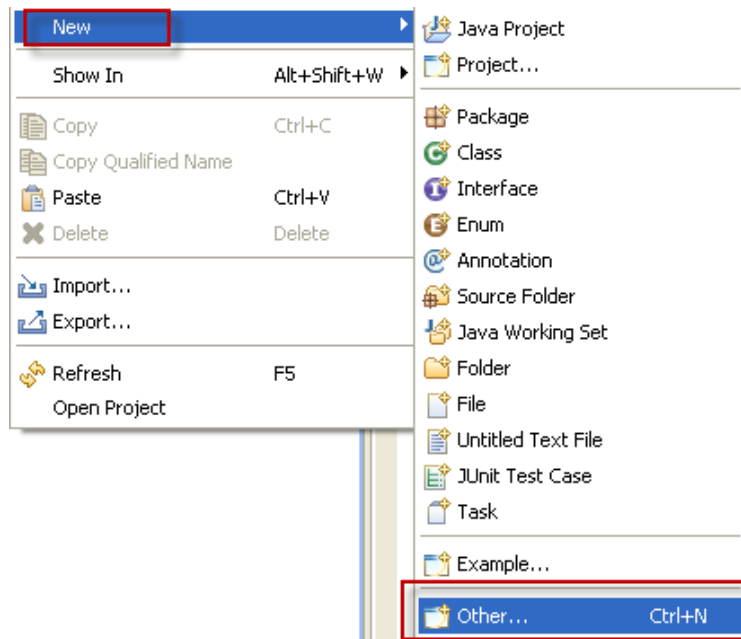 New
Show In Alt+Shift+W
Copy Ctrl+C
Copy Qualified Name
Paste Ctrl+V
Delete Delete
Import...
Export...
Refresh F5
Open Project
Java Project
Project...
Package
Class
Interface
Enum
Annotation
Source Folder
Java Working Set
Folder
File
Untitled Text File
JUnit Test Case
Task
Example...
Other... Ctrl+N